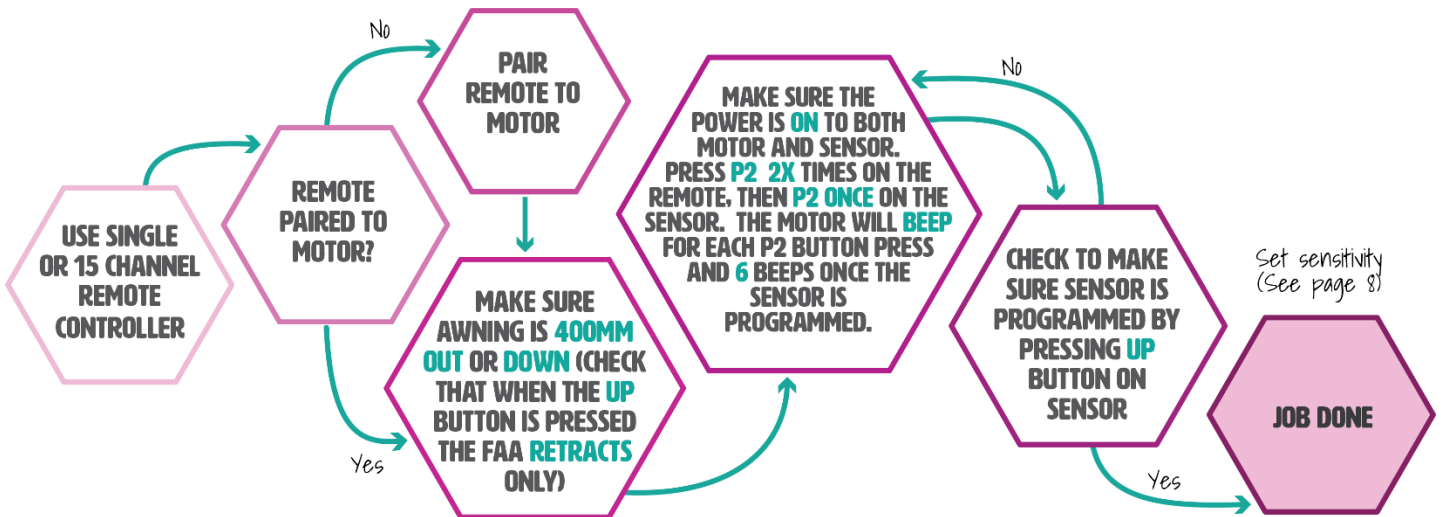 USE SINGLE
OR 15 CHANNEL
REMOTE
CONTROLLER
REMOTE
PAIRED TO
MOTOR?
No
PAIR
REMOTE TO
MOTOR
Yes
MAKE SURE
AWNING IS 400MM
OUT OR DOWN (CHECK
THAT WHEN THE UP
BUTTON IS PRESSED
THE FAA RETRACTS
ONLY)
MAKE SURE THE
POWER IS ON TO BOTH
MOTOR AND SENSOR.
PRESS P2 2X TIMES ON THE
REMOTE, THEN P2 ONCE ON THE
SENSOR. THE MOTOR WILL BEEP
FOR EACH P2 BUTTON PRESS
AND 6 BEEPS ONCE THE
SENSOR IS
PROGRAMMED.
No
CHECK TO MAKE
SURE SENSOR IS
PROGRAMMED BY
PRESSING UP
BUTTON ON
SENSOR
Yes
Set sensitivity
(See page 8)
JOB DONE